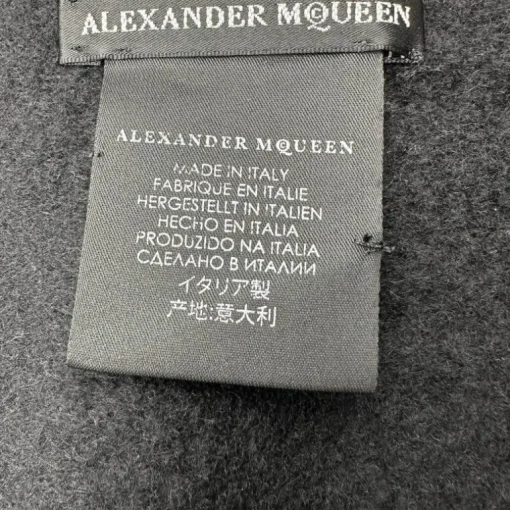 ALEXANDER McQUEEN
ALEXANDER McQUEEN
MADE IN ITALY
FABRIQUE EN ITALIE
HERGESTELLT IN ITALIEN
HECHO EN ITALIA
PRODUZIDO NA ITALIA
СДЕЛАНО В ИТАЛИИ
イタリア製
产地:意大利